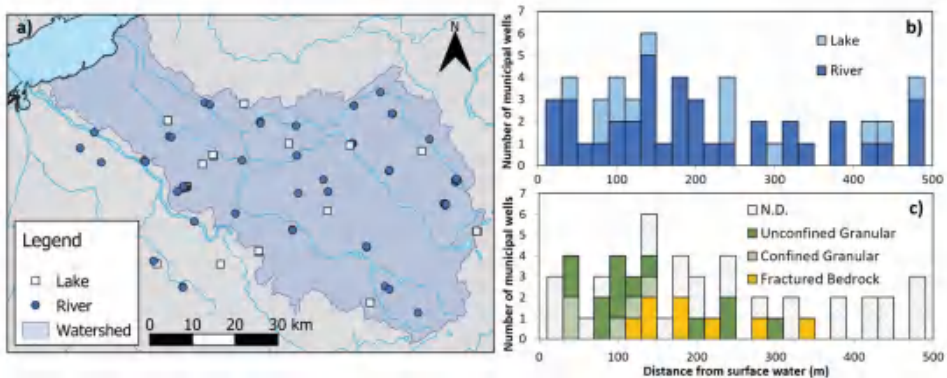 a)
N
Legend
Lake
River
Watershed
0 10 20 30 km
b)
Number of municipal wells
7
6
5
4
3
2
1
0
Lake
River
0 100 200 300 400 500
c)
Number of municipal wells
7
6
5
4
3
2
1
0
N.D.
Unconfined Granular
Confined Granular
Fractured Bedrock
0 100 200 300 400 500
Distance from surface water (m)